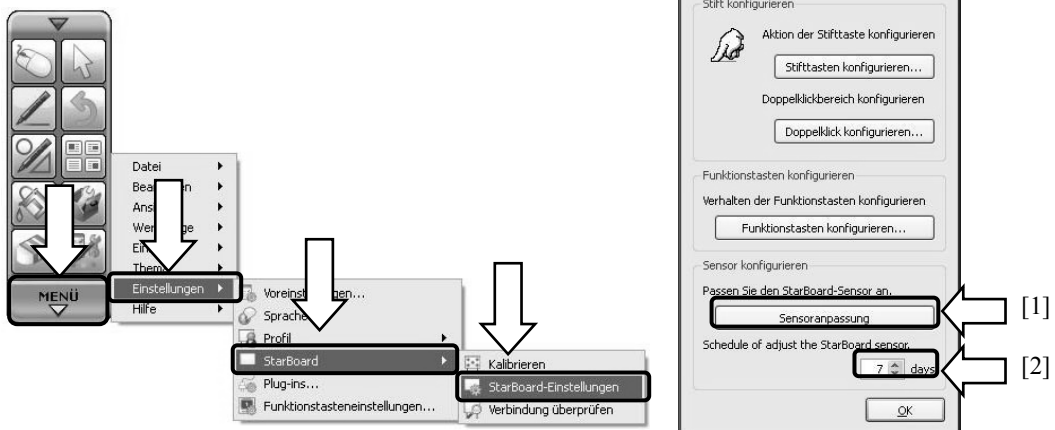 MENÜ
Datei
Einstellungen
Hilfe
Sprache
Profil
StarBoard
Plug-ins...
Funktionstasteneinstellungen...
Kalibrieren
StarBoard-Einstellungen
Verbindung überprüfen
Stift konfigurieren
Aktion der Stifttaste konfigurieren
Stifttasten konfigurieren...
Doppelklickbereich konfigurieren
Doppelklick konfigurieren...
Funktionstasten konfigurieren
Verhalten der Funktionstasten konfigurieren
Funktionstasten konfigurieren...
Sensor konfigurieren
Passen Sie den StarBoard-Sensor an.
Sensoranpassung
[1]
Schedule of adjust the StarBoard sensor.
7 days
[2]
OK